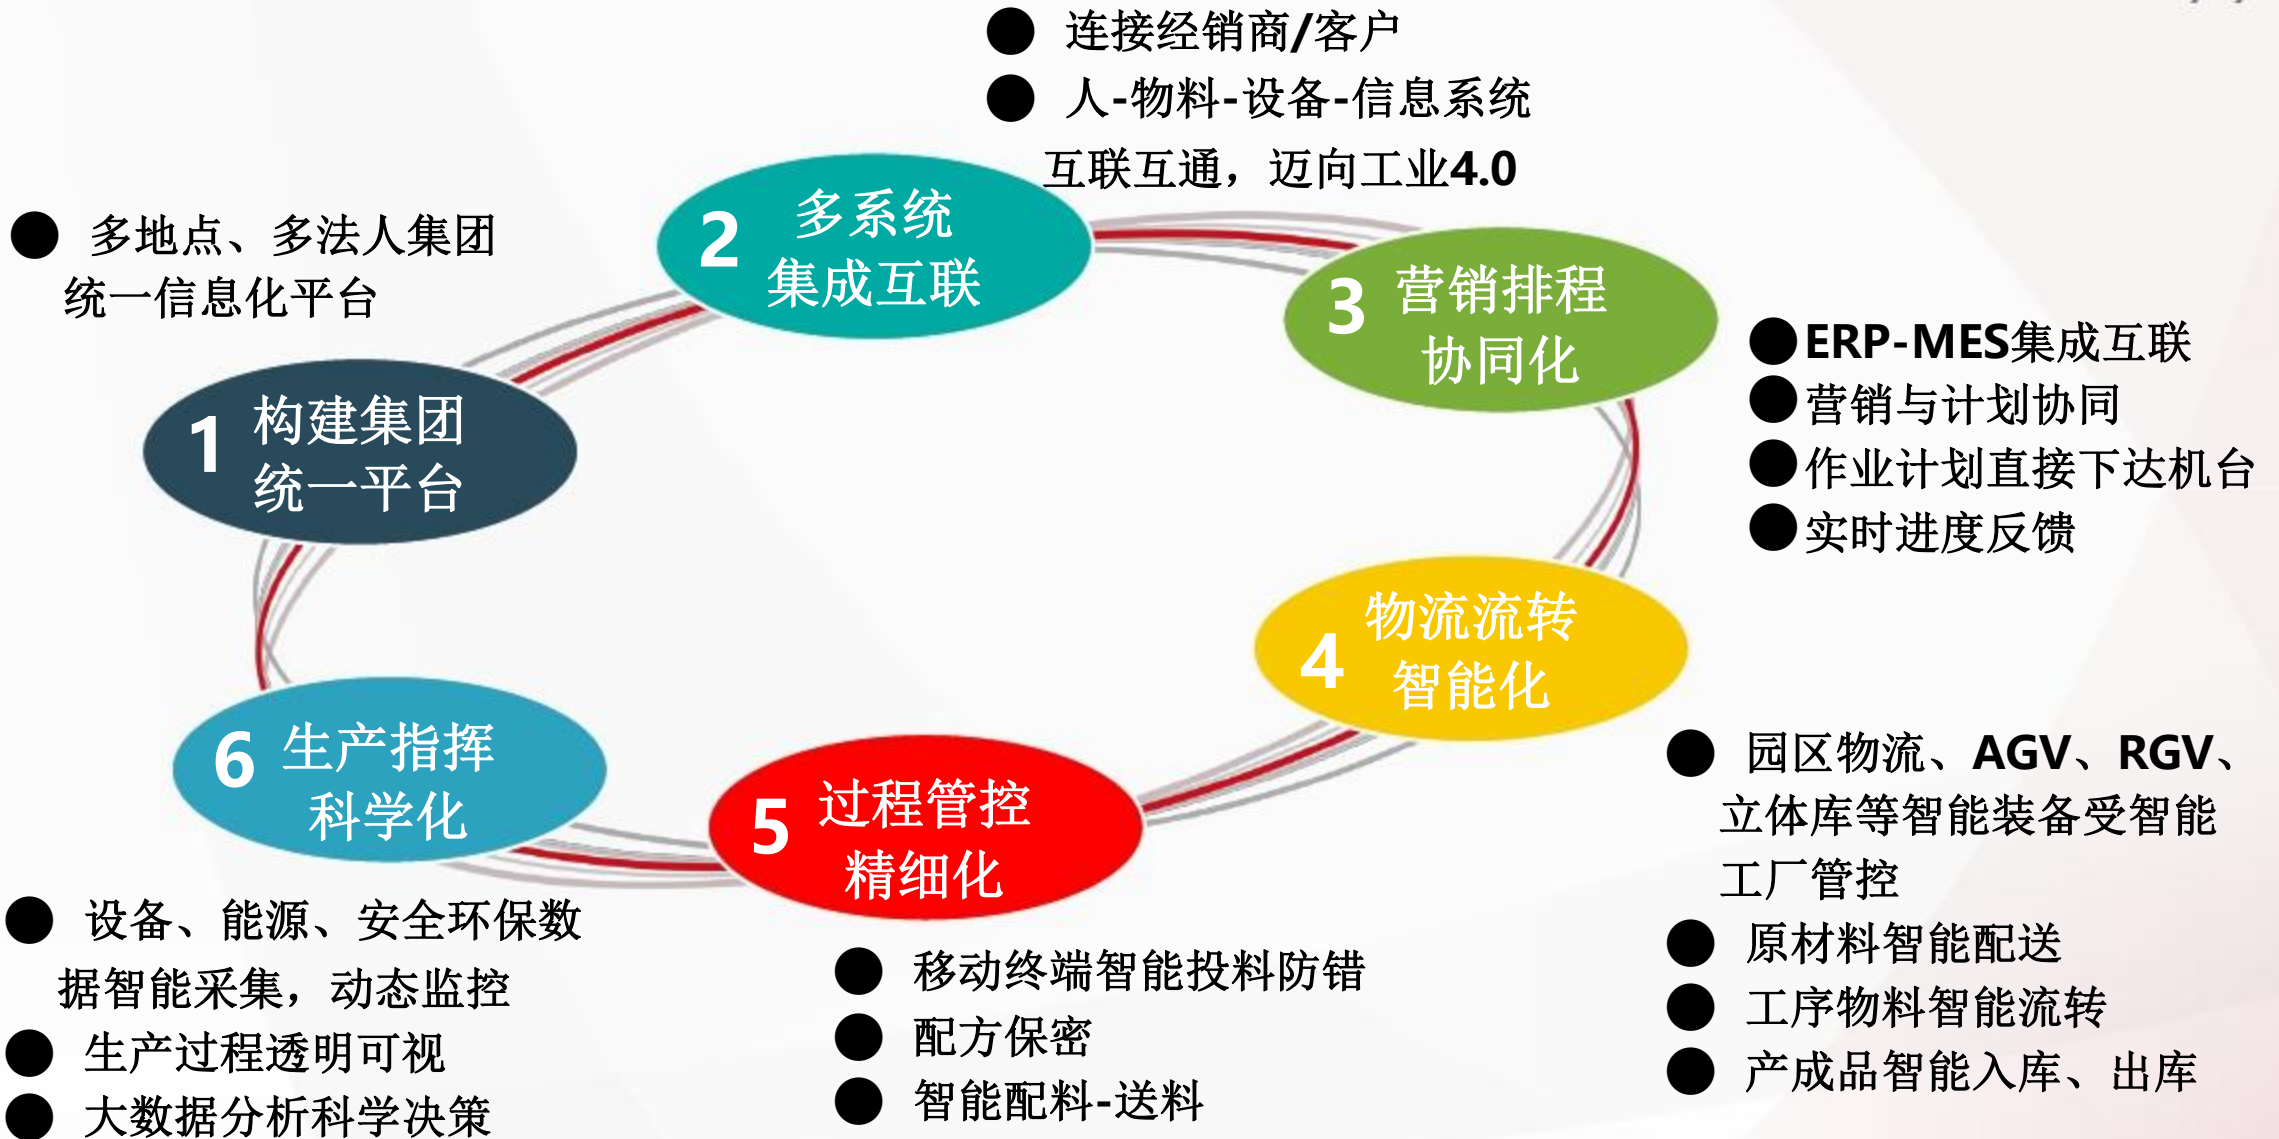 ● 连接经销商/客户
● 人-物料-设备-信息系统
互联互通，迈向工业4.0
● 多地点、多法人集团
统一信息化平台
1 构建集团
统一平台
2 多系统
集成互联
3 营销排程
协同化
●ERP-MES集成互联
●营销与计划协同
●作业计划直接下达机台
●实时进度反馈
4 物流流转
智能化
● 园区物流、AGV、RGV、
立体库等智能装备受智能
工厂管控
● 原材料智能配送
● 工序物料智能流转
● 产成品智能入库、出库
5 过程管控
精细化
● 移动终端智能投料防错
● 配方保密
● 智能配料-送料
6 生产指挥
科学化
● 设备、能源、安全环保数
据智能采集，动态监控
● 生产过程透明可视
● 大数据分析科学决策